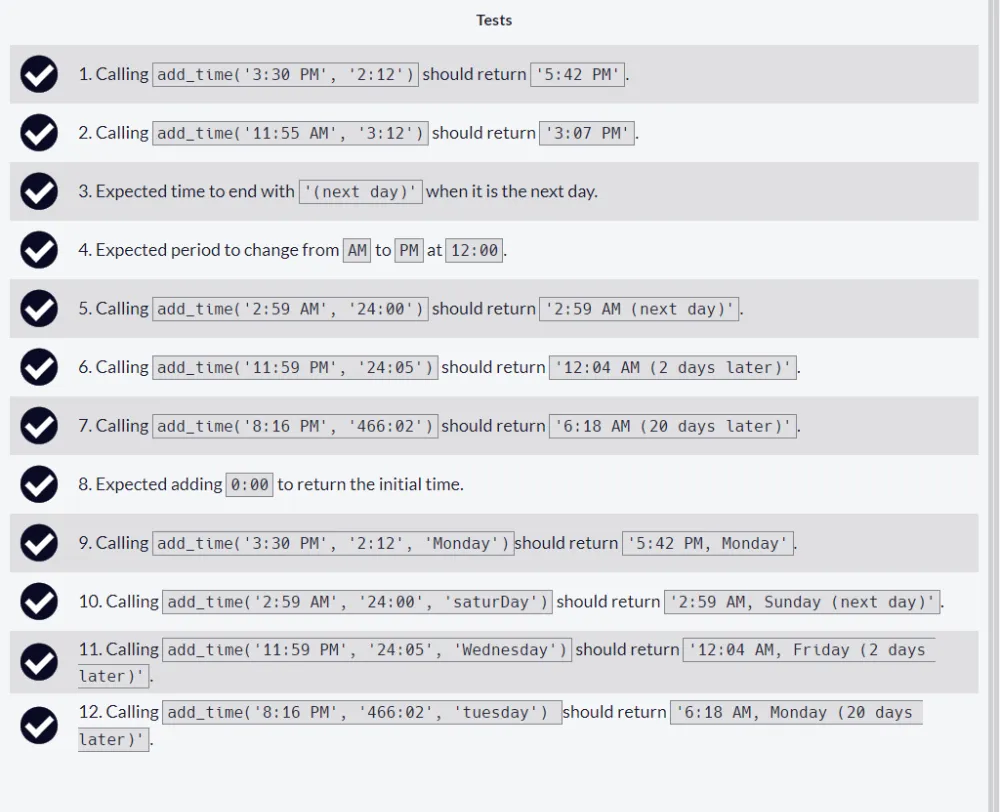 Tests
1. Calling add_time('3:30 PM', '2:12') should return '5:42 PM'.
2. Calling add_time('11:55 AM', '3:12') should return '3:07 PM'.
3. Expected time to end with '(next day)' when it is the next day.
4. Expected period to change from AM to PM at 12:00.
5. Calling add_time('2:59 AM', '24:00') should return '2:59 AM (next day)'.
6. Calling add_time('11:59 PM', '24:05') should return '12:04 AM (2 days later)'.
7. Calling add_time('8:16 PM', '466:02') should return '6:18 AM (20 days later)'.
8. Expected adding 0:00 to return the initial time.
9. Calling add_time('3:30 PM', '2:12', 'Monday')should return '5:42 PM, Monday'.
10. Calling add_time('2:59 AM', '24:00', 'saturDay') should return '2:59 AM, Sunday (next day)'.
11. Calling add_time('11:59 PM', '24:05', 'Wednesday') should return '12:04 AM, Friday (2 days
later)'.
12. Calling add_time('8:16 PM', '466:02', 'tuesday') should return '6:18 AM, Monday (20 days
later)'.